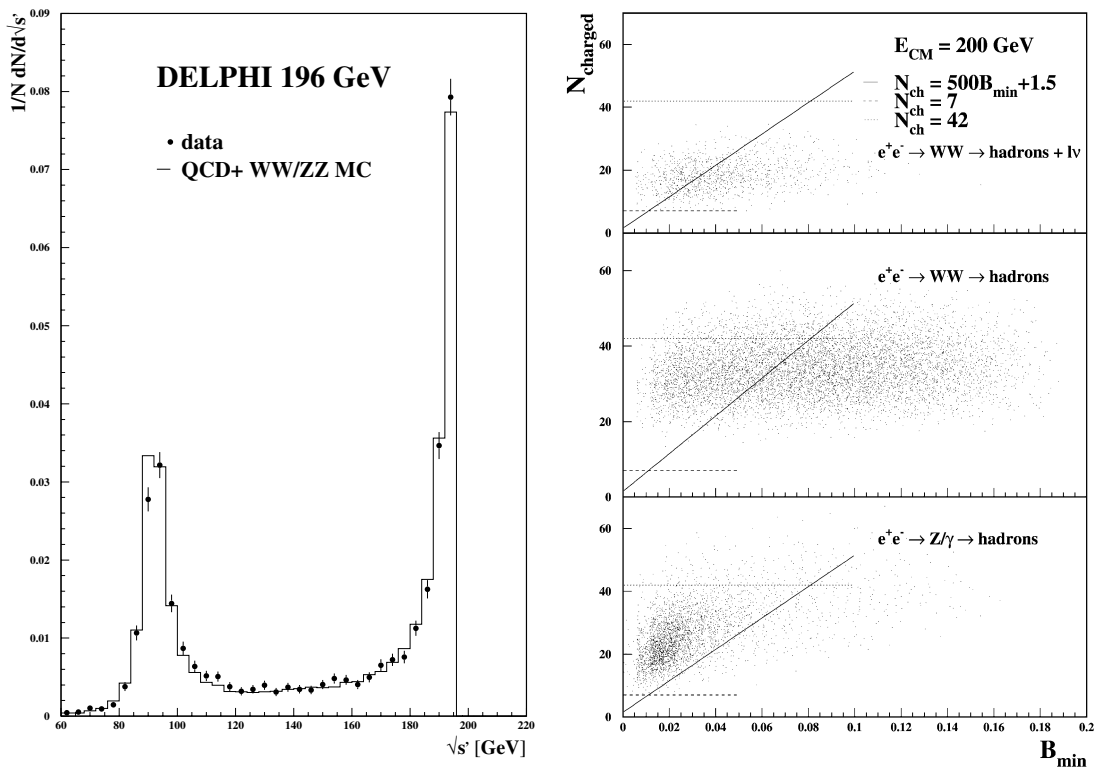 1/N dN/d√s'
0.09
0.08
0.07
0.06
0.05
0.04
0.03
0.02
0.01
0
60 80 100 120 140 160 180 200 220
√s' [GeV]
DELPHI 196 GeV
data
QCD+ WW/ZZ MC
N_charged
60
40
20
0
E_CM = 200 GeV
N_ch = 500B_min+1.5
N_ch = 7
N_ch = 42
e⁺e⁻ → WW → hadrons + lν
60
40
20
0
e⁺e⁻ → WW → hadrons
60
40
20
0
e⁺e⁻ → Z/γ → hadrons
0 0.02 0.04 0.06 0.08 0.1 0.12 0.14 0.16 0.18 0.2
B_min